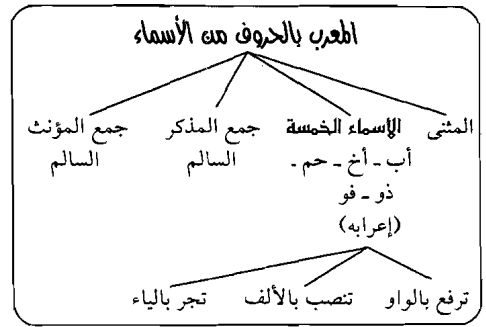 المعرب بالحروف من الأسماء
المثنى الأسماء الخمسة جمع المذكر جمع المؤنث
أب - أخ - حم - السالم السالم
ذو - فو
(إعرابه)
ترفع بالواو تنصب بالألف تجر بالياء